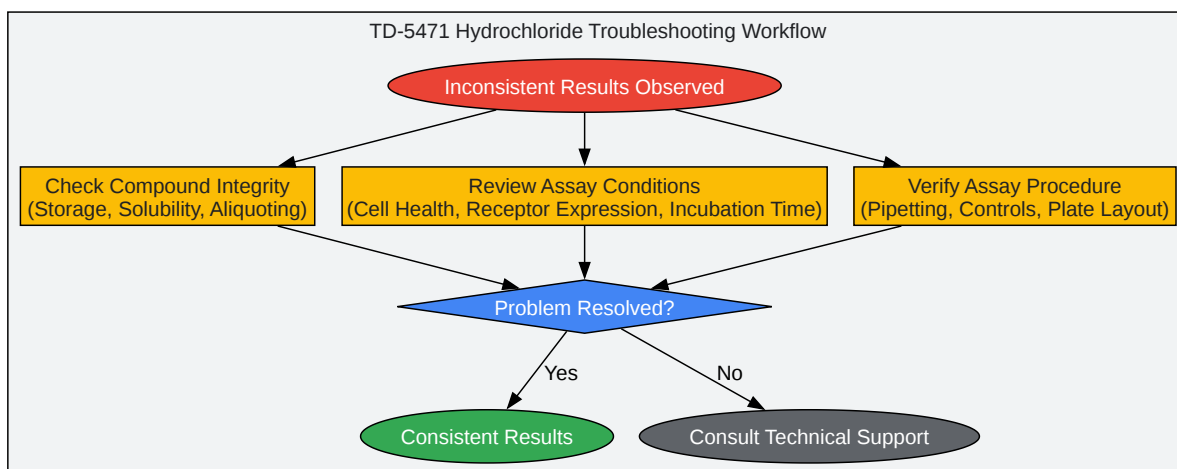 TD-5471 Hydrochloride Troubleshooting Workflow
Inconsistent Results Observed
Check Compound Integrity
(Storage, Solubility, Aliquoting)
Review Assay Conditions
(Cell Health, Receptor Expression, Incubation Time)
Verify Assay Procedure
(Pipetting, Controls, Plate Layout)
Problem Resolved?
Yes
No
Consistent Results
Consult Technical Support